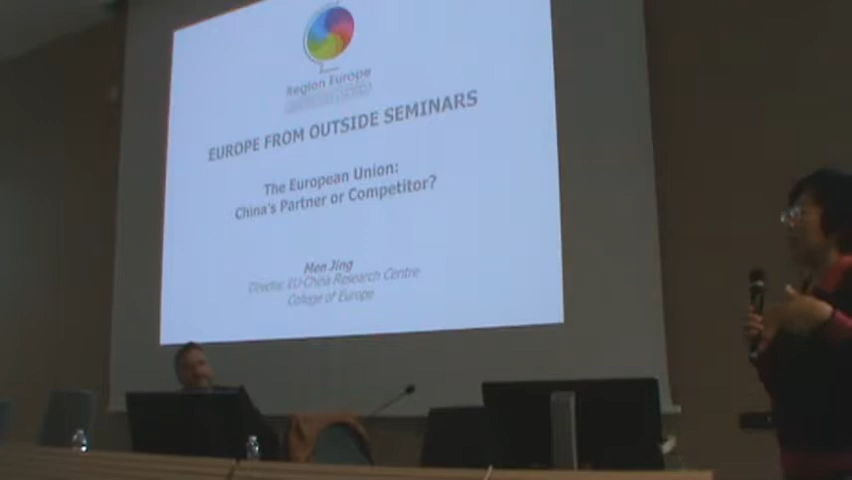 Region Europe
EUROPE FROM OUTSIDE SEMINARS
The European Union:
China's Partner or Competitor?
Men Jing
Director, EU-China Research Centre
College of Europe